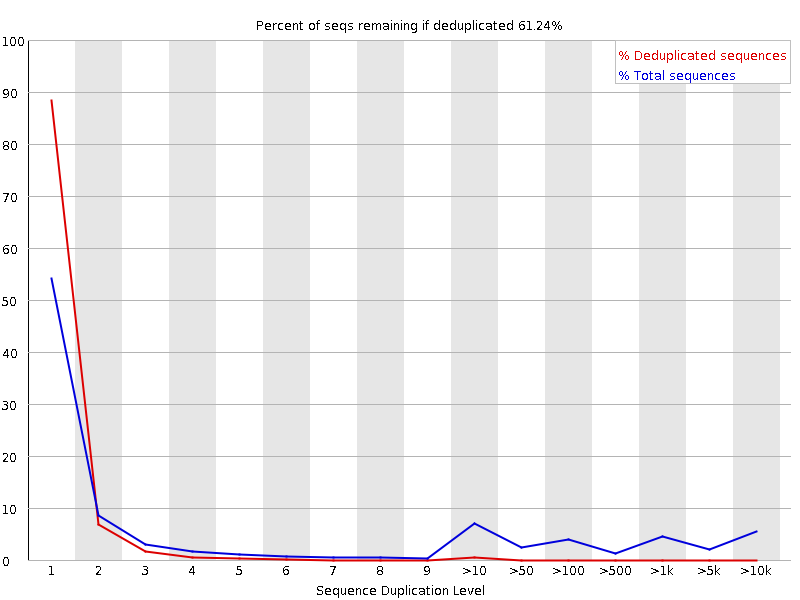 Percent of seqs remaining if deduplicated 61.24%
% Deduplicated sequences
% Total sequences
100
90
80
70
60
50
40
30
20
10
0
1 2 3 4 5 6 7 8 9 >10 >50 >100 >500 >1k >5k >10k
Sequence Duplication Level